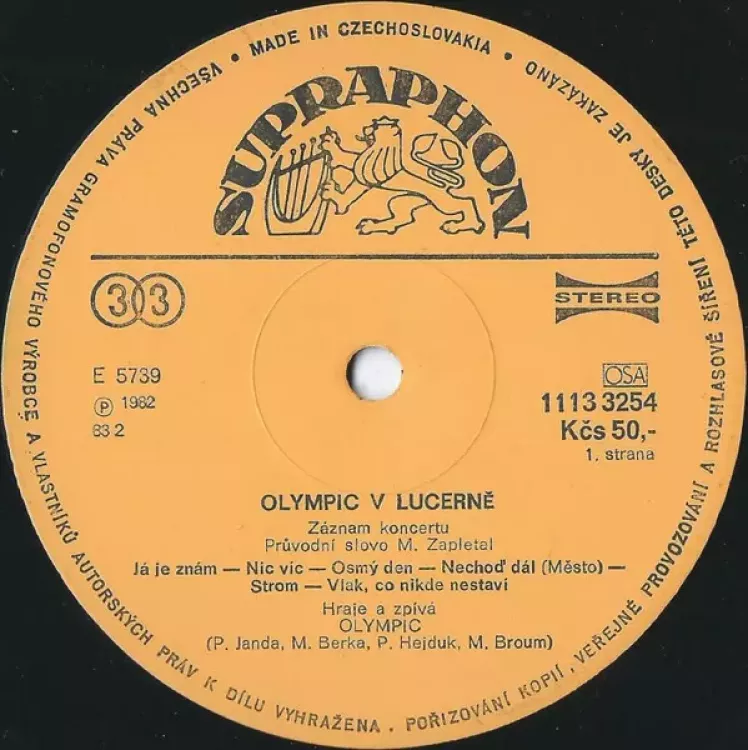 VŠECHNA PRÁVA GRAMOFONOVÉHO VÝROBCE A VLASTNÍKŮ AUTORSKÝCH PRÁV K DÍLU VYHRAŽENA. POŘIZOVÁNÍ KOPIÍ, VEŘEJNÉ PROVOZOVÁNÍ A ROZHLASOVÉ ŠÍŘENÍ TÉTO DESKY JE ZAKÁZÁNO • MADE IN CZECHOSLOVAKIA •
SUPRAPHON
33
STEREO
E 5739
OSA
℗ 1982
1113 3254
83 2
Kčs 50,-
1. strana
OLYMPIC V LUCERNĚ
Záznam koncertu
Průvodní slovo M. Zapletal
Já je znám — Nic víc — Osmý den — Nechoď dál (Město) —
Strom — Vlak, co nikde nestaví
Hraje a zpívá
OLYMPIC
(P. Janda, M. Berka, P. Hejduk, M. Broum)